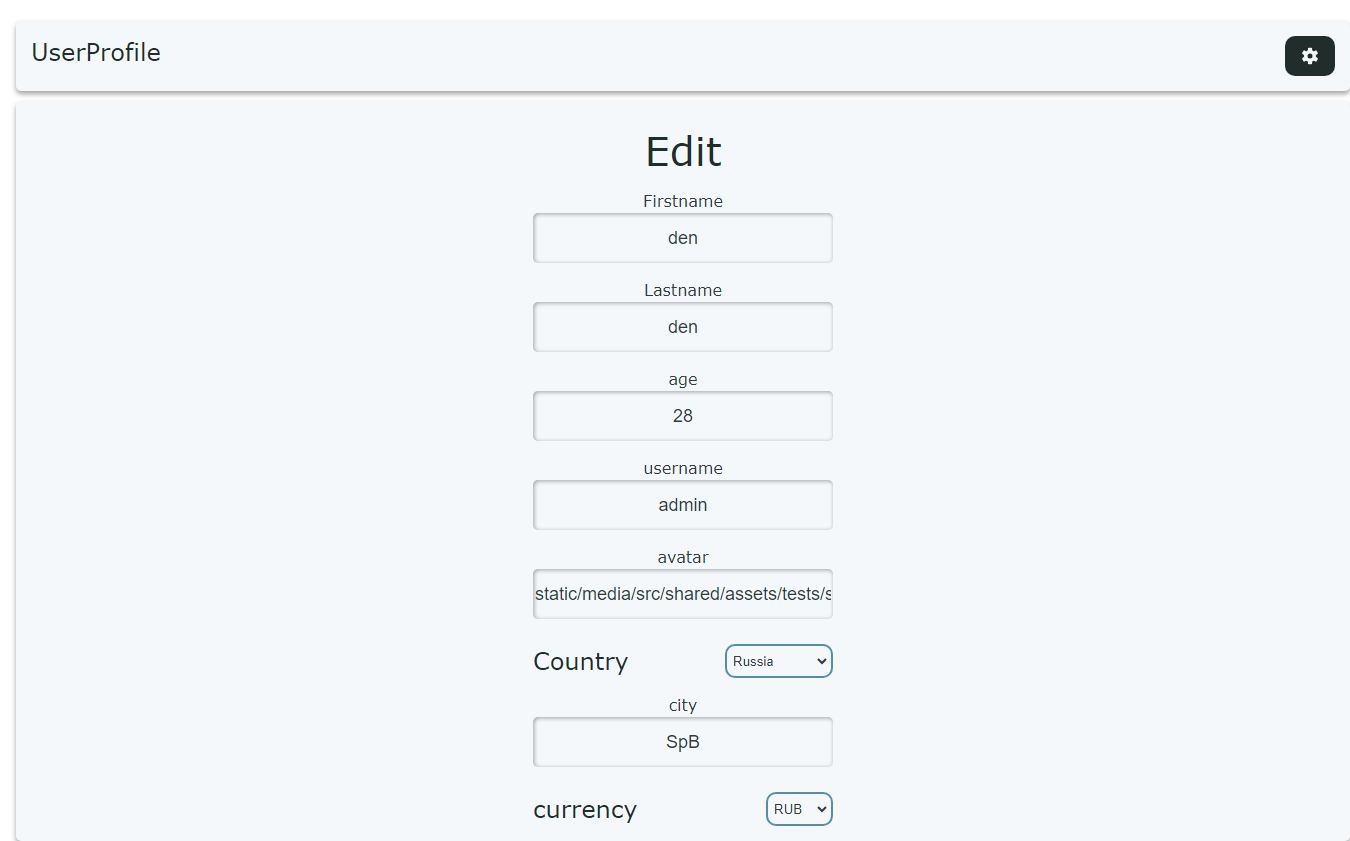 UserProfile
Edit
Firstname
den
Lastname
den
age
28
username
admin
avatar
static/media/src/shared/assets/tests/s
Country
Russia
city
SpB
currency
RUB